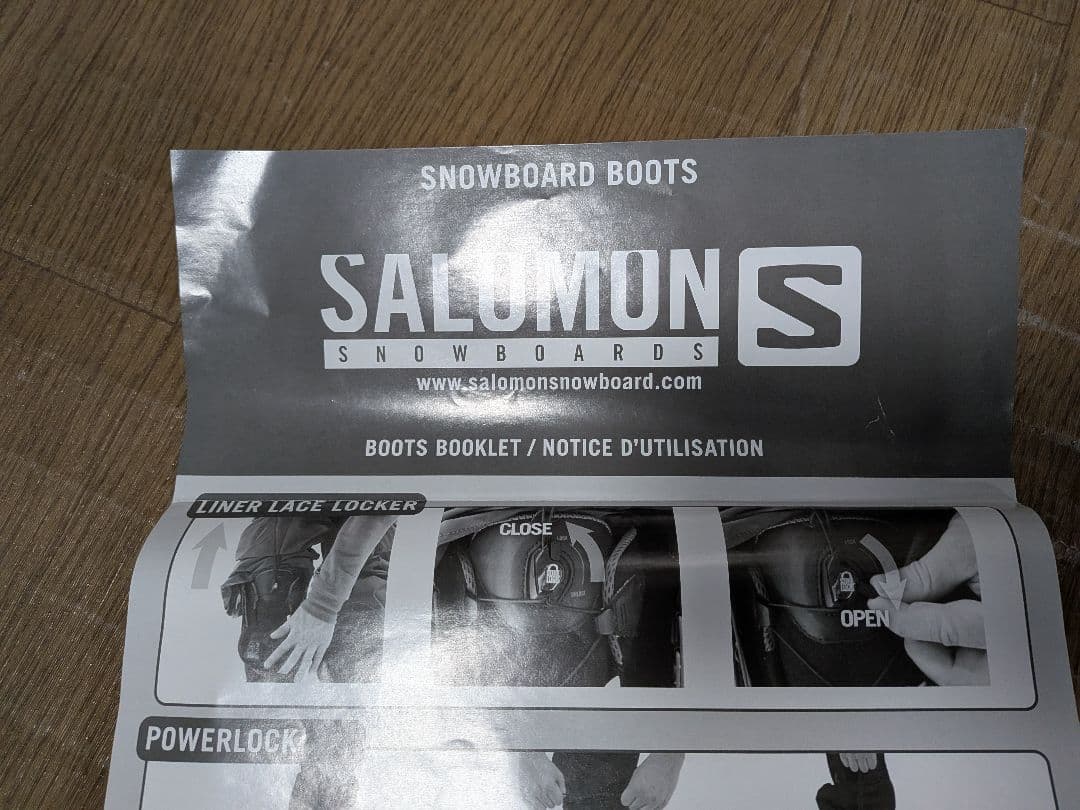 SNOWBOARD BOOTS
SALOMON
SNOWBOARDS
S
www.salomonsnowboard.com
BOOTS BOOKLET / NOTICE D'UTILISATION
LINER LACE LOCKER
CLOSE
OPEN
POWERLOCK